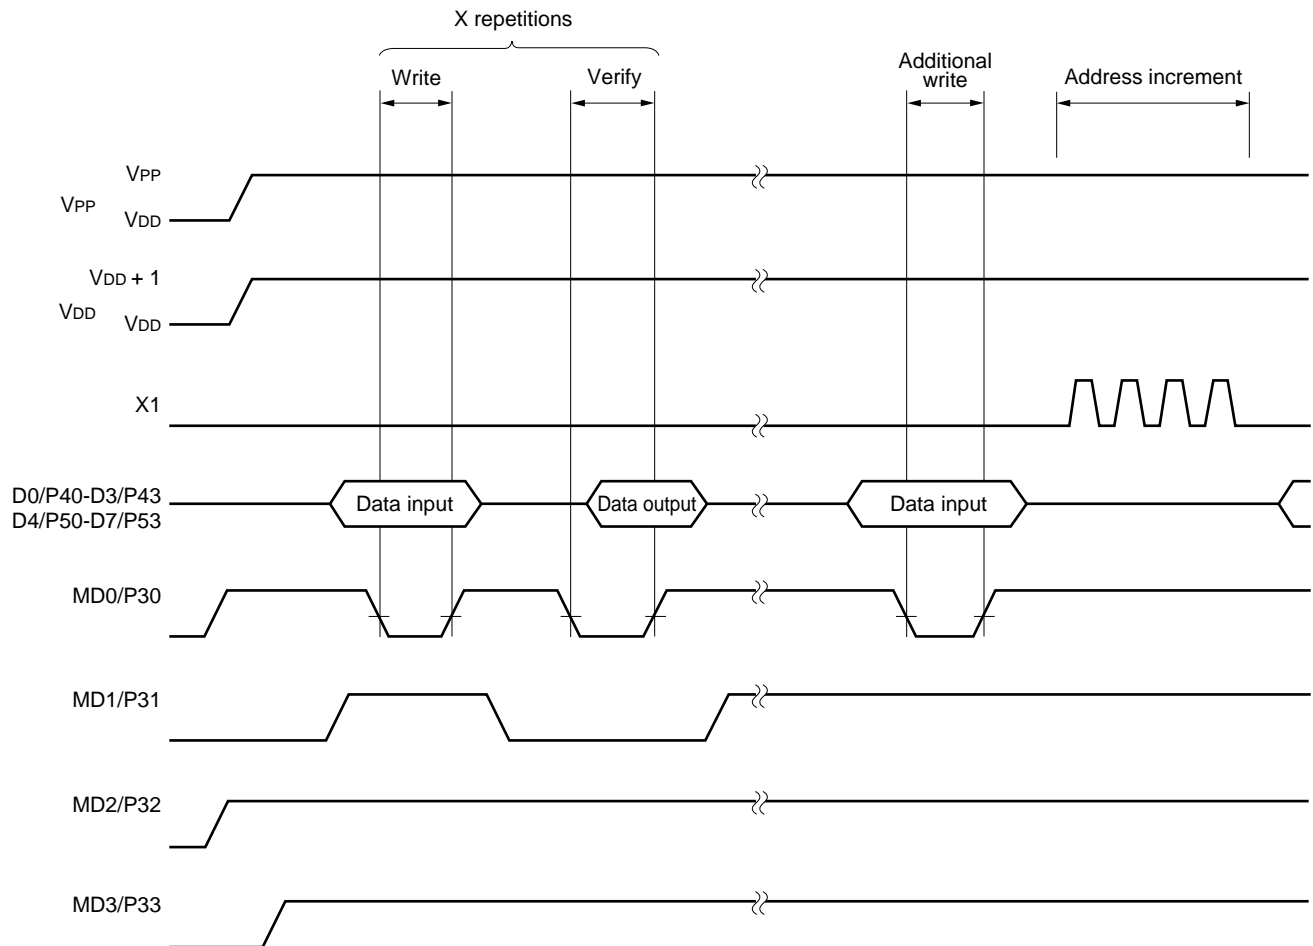 X repetitions
Write
Verify
Additional
write
Address increment
VPP
VPP
VDD
VDD + 1
VDD
VDD
X1
D0/P40-D3/P43
D4/P50-D7/P53
Data input
Data output
Data input
MD0/P30
MD1/P31
MD2/P32
MD3/P33